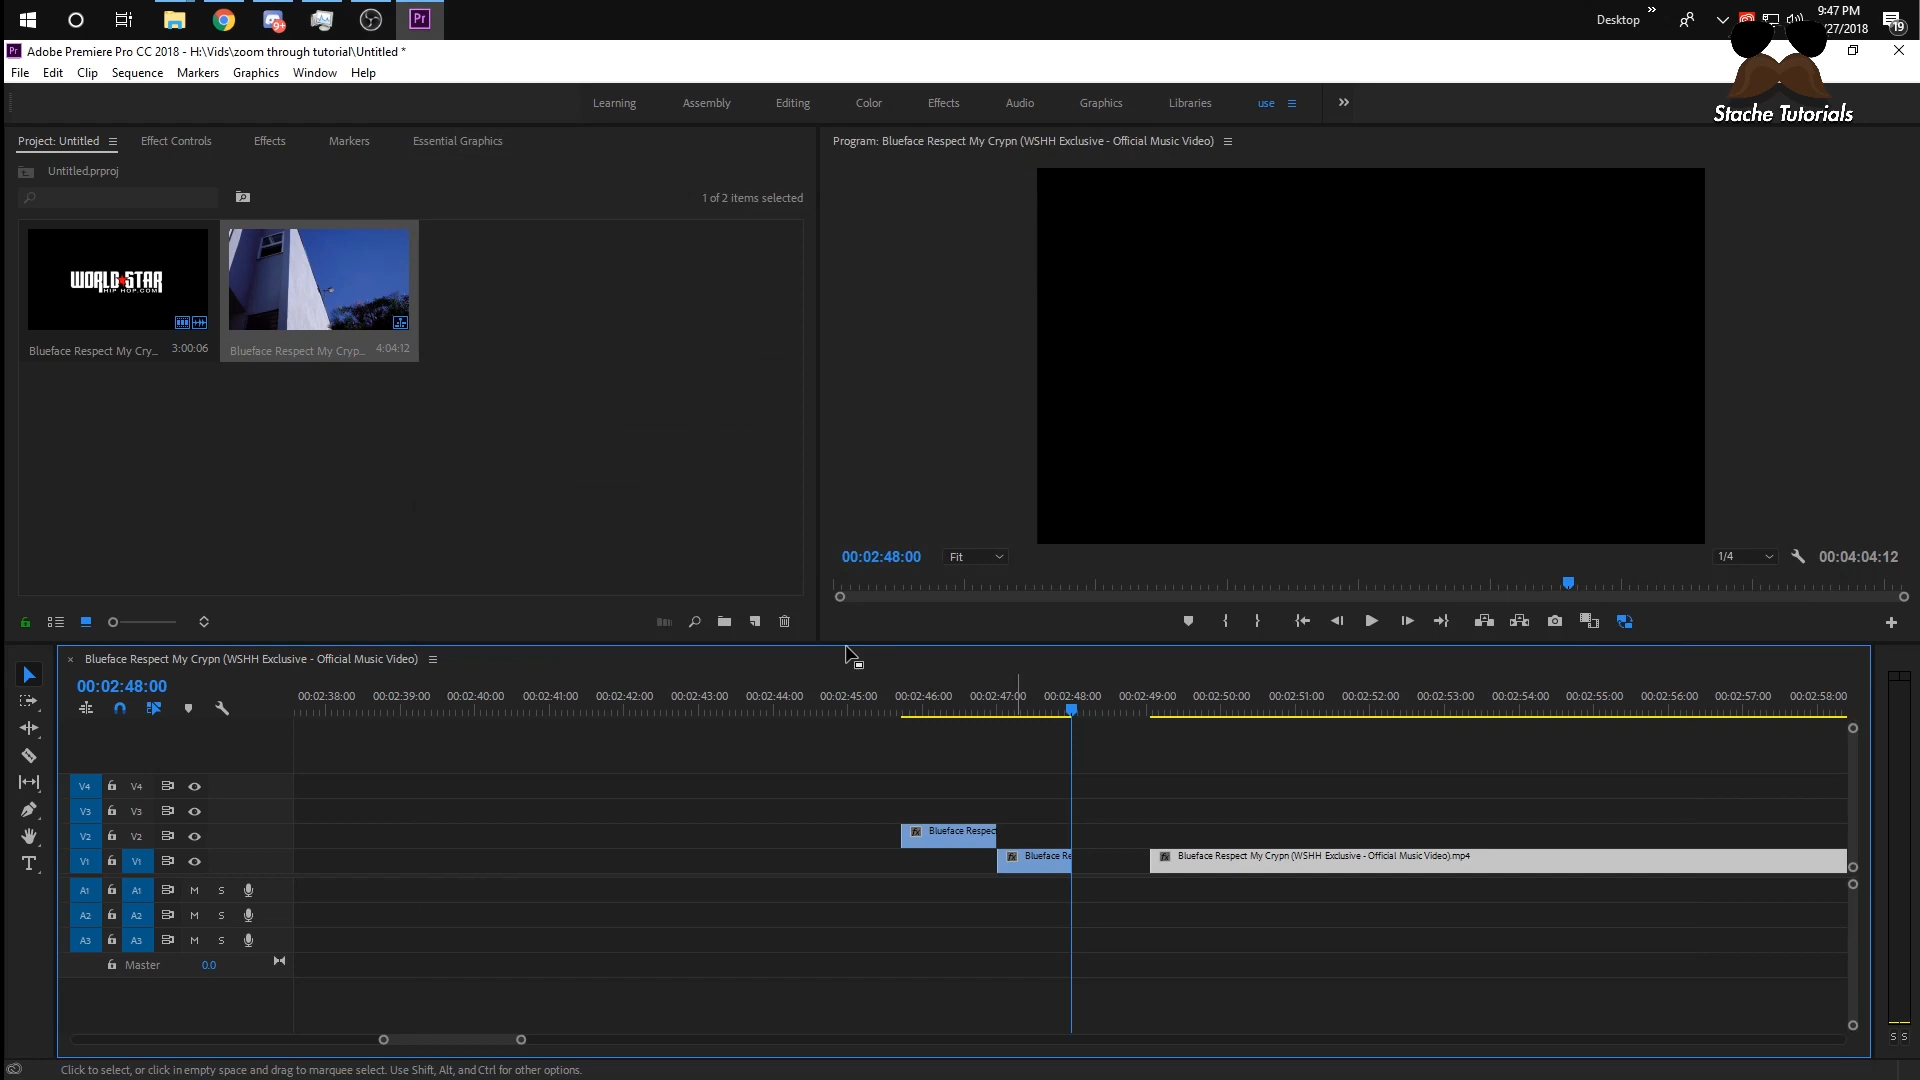 Desktop
9:47 PM
/27/2018
19
9+
Pr
Pr Adobe Premiere Pro CC 2018 - H:\Vids\zoom through tutorial\Untitled *
File Edit Clip Sequence Markers Graphics Window Help
Learning Assembly Editing Color Effects Audio Graphics Libraries use
Stache Tutorials
Project: Untitled Effect Controls Effects Markers Essential Graphics
Program: Blueface Respect My Crypn (WSHH Exclusive - Official Music Video)
Untitled.prproj
1 of 2 items selected
WORLD STAR
HIP HOP.COM
Blueface Respect My Cry... 3:00:06
Blueface Respect My Cryp... 4:04:12
00:02:48:00 Fit 1/4 00:04:04:12
× Blueface Respect My Crypn (WSHH Exclusive - Official Music Video)
00:02:48:00
00:02:38:00 00:02:39:00 00:02:40:00 00:02:41:00 00:02:42:00 00:02:43:00 00:02:44:00 00:02:45:00 00:02:46:00 00:02:47:00 00:02:48:00 00:02:49:00 00:02:50:00 00:02:51:00 00:02:52:00 00:02:53:00 00:02:54:00 00:02:55:00 00:02:56:00 00:02:57:00 00:02:58:00
V4 V4
V3 V3
V2 V2 fx Blueface Respect
V1 V1 fx Blueface Re fx Blueface Respect My Crypn (WSHH Exclusive - Official Music Video).mp4
A1 A1 M S
A2 A2 M S
A3 A3 M S
Master 0.0
S S
Click to select, or click in empty space and drag to marquee select. Use Shift, Alt, and Ctrl for other options.